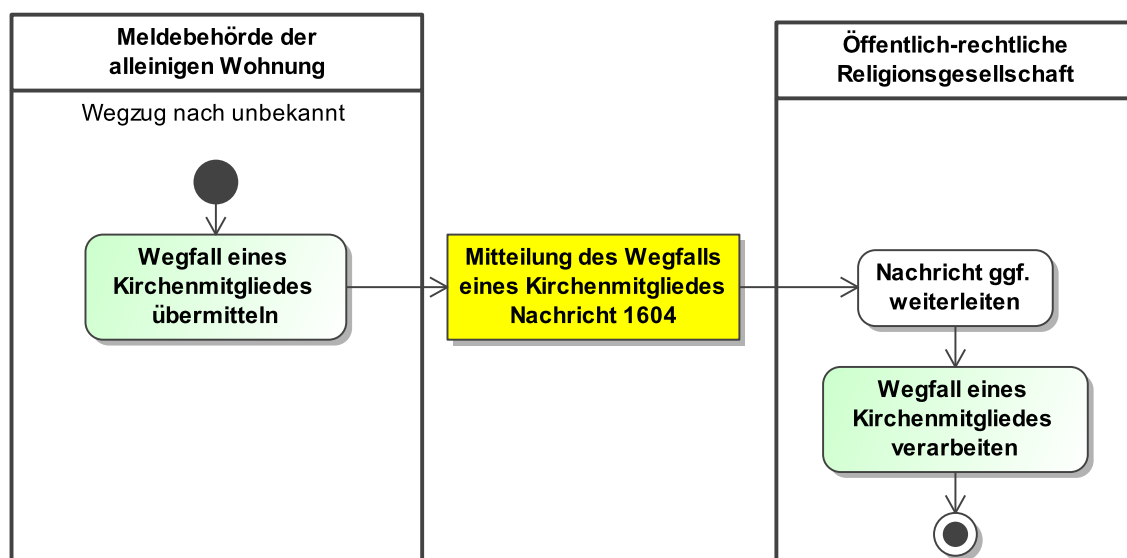 Meldebehörde der
alleinigen Wohnung
Wegzug nach unbekannt
Wegfall eines
Kirchenmitgliedes
übermitteln
Mitteilung des Wegfalls
eines Kirchenmitgliedes
Nachricht 1604
Öffentlich-rechtliche
Religionsgesellschaft
Nachricht ggf.
weiterleiten
Wegfall eines
Kirchenmitgliedes
verarbeiten